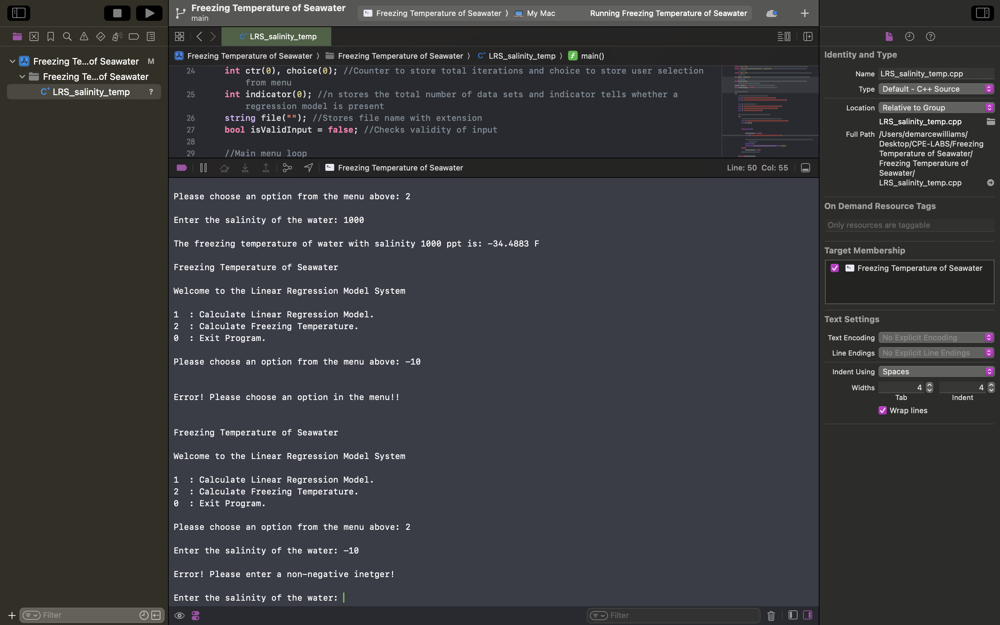 Freezing Temperature of Seawater
main
Freezing Temperature of Seawater 〉 My Mac
Running Freezing Temperature of Seawater
LRS_salinity_temp
Freezing Te...of Seawater M
Freezing Te...of Seawater
LRS_salinity_temp ?
Freezing Temperature of Seawater 〉 Freezing Temperature of Seawater 〉 LRS_salinity_temp 〉 main()
24 int ctr(0), choice(0); //Counter to store total iterations and choice to store user selection
from menu
25 int indicator(0); //n stores the total number of data sets and indicator tells whether a
regression model is present
26 string file(""); //Stores file name with extension
27 bool isValidInput = false; //Checks validity of input
28
29 //Main menu loop
Freezing Temperature of Seawater
Line: 50 Col: 55
Please choose an option from the menu above: 2
Enter the salinity of the water: 1000
The freezing temperature of water with salinity 1000 ppt is: -34.4883 F
Freezing Temperature of Seawater
Welcome to the Linear Regression Model System
1 : Calculate Linear Regression Model.
2 : Calculate Freezing Temperature.
0 : Exit Program.
Please choose an option from the menu above: -10
Error! Please choose an option in the menu!!
Freezing Temperature of Seawater
Welcome to the Linear Regression Model System
1 : Calculate Linear Regression Model.
2 : Calculate Freezing Temperature.
0 : Exit Program.
Please choose an option from the menu above: 2
Enter the salinity of the water: -10
Error! Please enter a non-negative inetger!
Enter the salinity of the water:
Filter
Filter
Identity and Type
Name LRS_salinity_temp.cpp
Type Default - C++ Source
Location Relative to Group
LRS_salinity_temp.cpp
Full Path /Users/demarcewilliams/
Desktop/CPE-LABS/Freezing
Temperature of Seawater/
Freezing Temperature of
Seawater/
LRS_salinity_temp.cpp
On Demand Resource Tags
Only resources are taggable
Target Membership
Freezing Temperature of Seawater
Text Settings
Text Encoding No Explicit Encoding
Line Endings No Explicit Line Endings
Indent Using Spaces
Widths 4 4
Tab Indent
Wrap lines